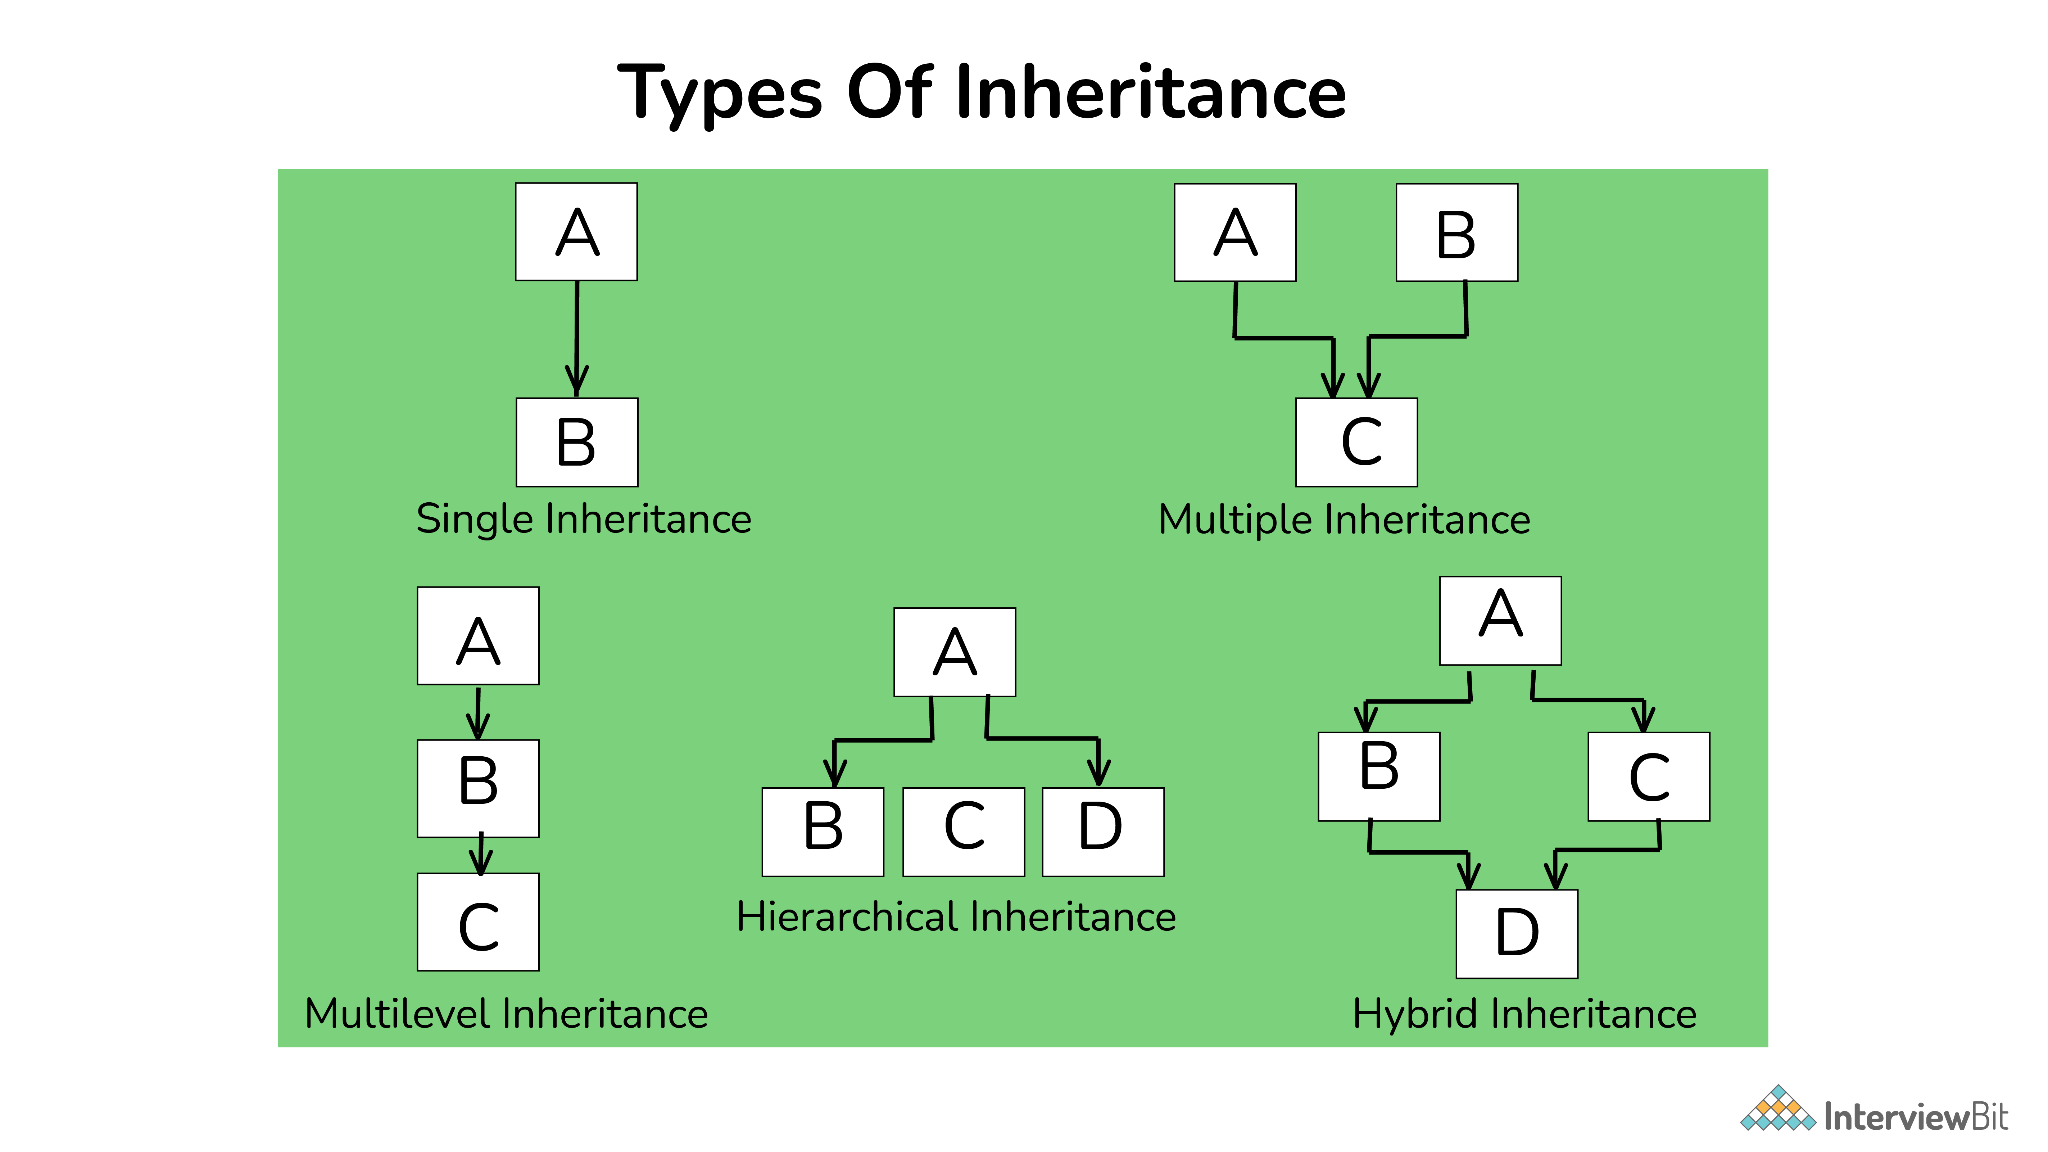 Types Of Inheritance
A
B
Single Inheritance
A B
C
Multiple Inheritance
A
B
C
Multilevel Inheritance
A
B C D
Hierarchical Inheritance
A
B C
D
Hybrid Inheritance
InterviewBit